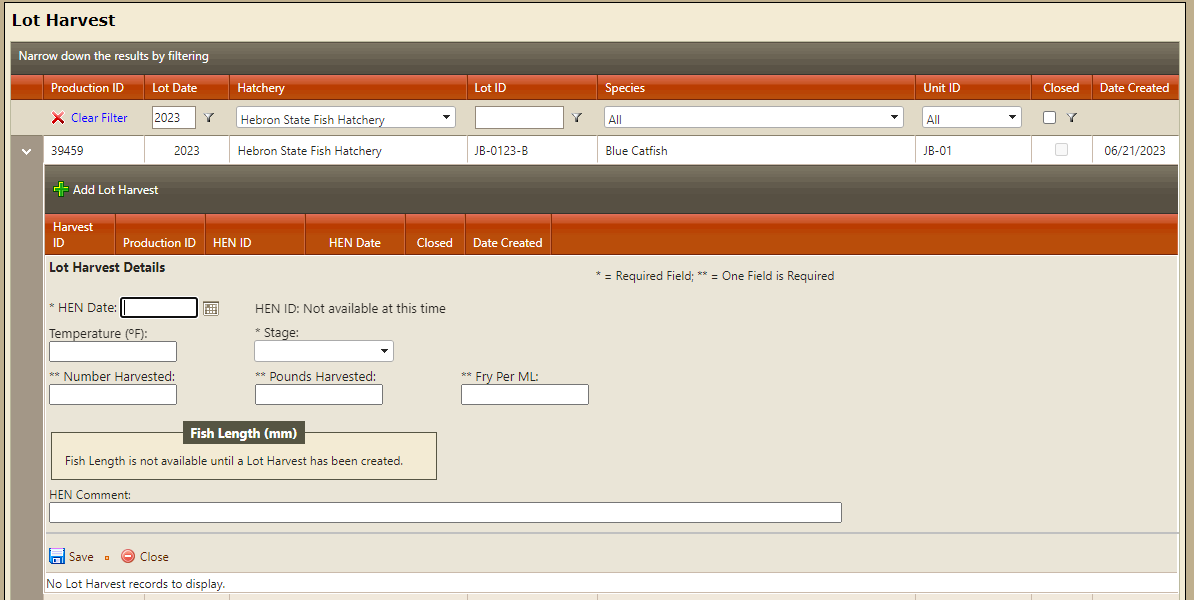 Lot Harvest
Narrow down the results by filtering
Production ID Lot Date Hatchery Lot ID Species Unit ID Closed Date Created
Clear Filter 2023 Hebron State Fish Hatchery All All
39459 2023 Hebron State Fish Hatchery JB-0123-B Blue Catfish JB-01 06/21/2023
Add Lot Harvest
Harvest
ID Production ID HEN ID HEN Date Closed Date Created
Lot Harvest Details
* = Required Field; ** = One Field is Required
* HEN Date: HEN ID: Not available at this time
Temperature (ºF): * Stage:
** Number Harvested: ** Pounds Harvested: ** Fry Per ML:
Fish Length (mm)
Fish Length is not available until a Lot Harvest has been created.
HEN Comment:
Save Close
No Lot Harvest records to display.